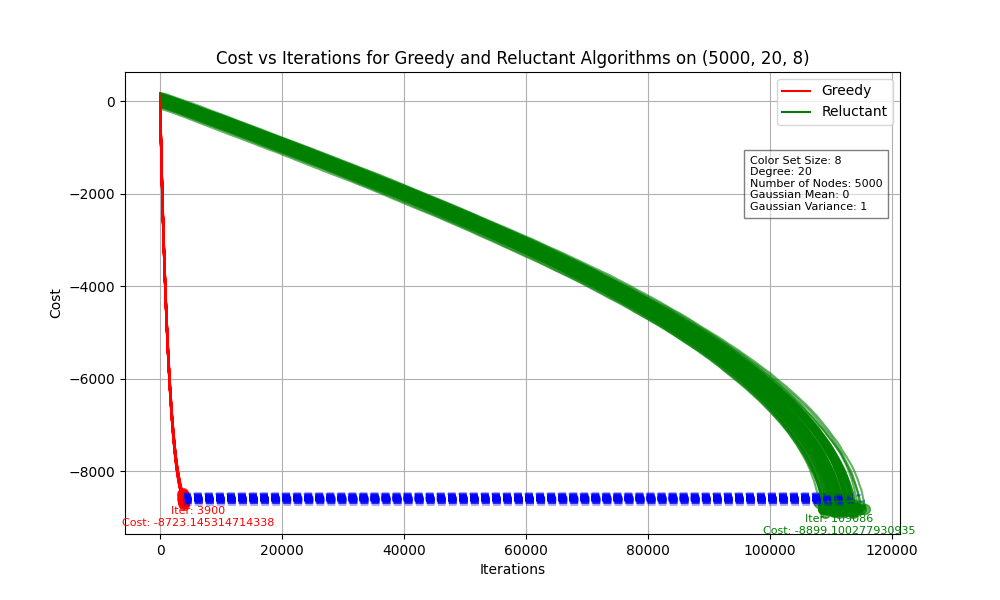 Cost vs Iterations for Greedy and Reluctant Algorithms on (5000, 20, 8)
Greedy
Reluctant
Color Set Size: 8
Degree: 20
Number of Nodes: 5000
Gaussian Mean: 0
Gaussian Variance: 1
Cost
0
−2000
−4000
−6000
−8000
Iter: 3900
Cost: -8723.145314714338
Iter: 109086
Cost: -8899.100277930935
0
20000
40000
60000
80000
100000
120000
Iterations